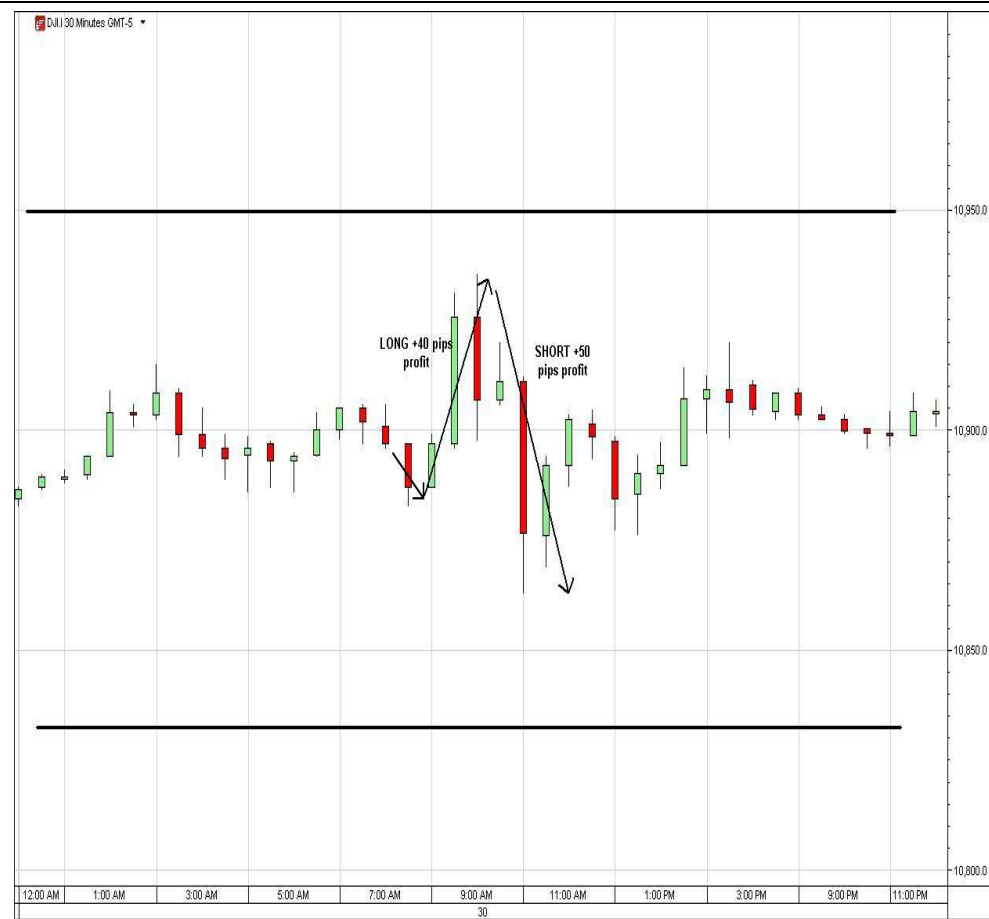 DJI.I 30 Minutes GMT-5
10,950.0
LONG +40 pips
profit
SHORT +50
pips profit
10,900.0
10,850.0
10,800.0
12:00 AM 1:00 AM 3:00 AM 5:00 AM 7:00 AM 9:00 AM 11:00 AM 1:00 PM 3:00 PM 9:00 PM 11:00 PM
30